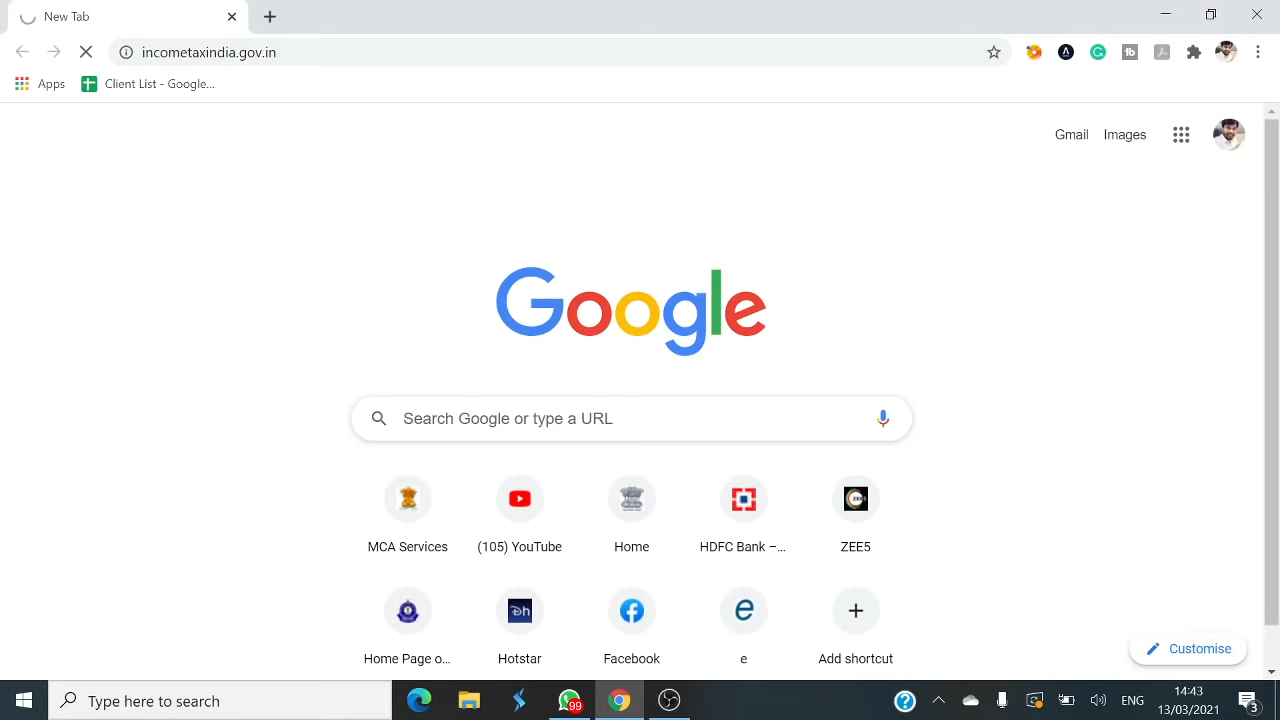 New Tab
incometaxindia.gov.in
Apps
Client List - Google...
Gmail
Images
Google
Search Google or type a URL
MCA Services
(105) YouTube
Home
HDFC Bank –...
ZEE5
Home Page o...
Hotstar
Facebook
e
Add shortcut
Customise
Type here to search
99
ENG
14:43
13/03/2021
3